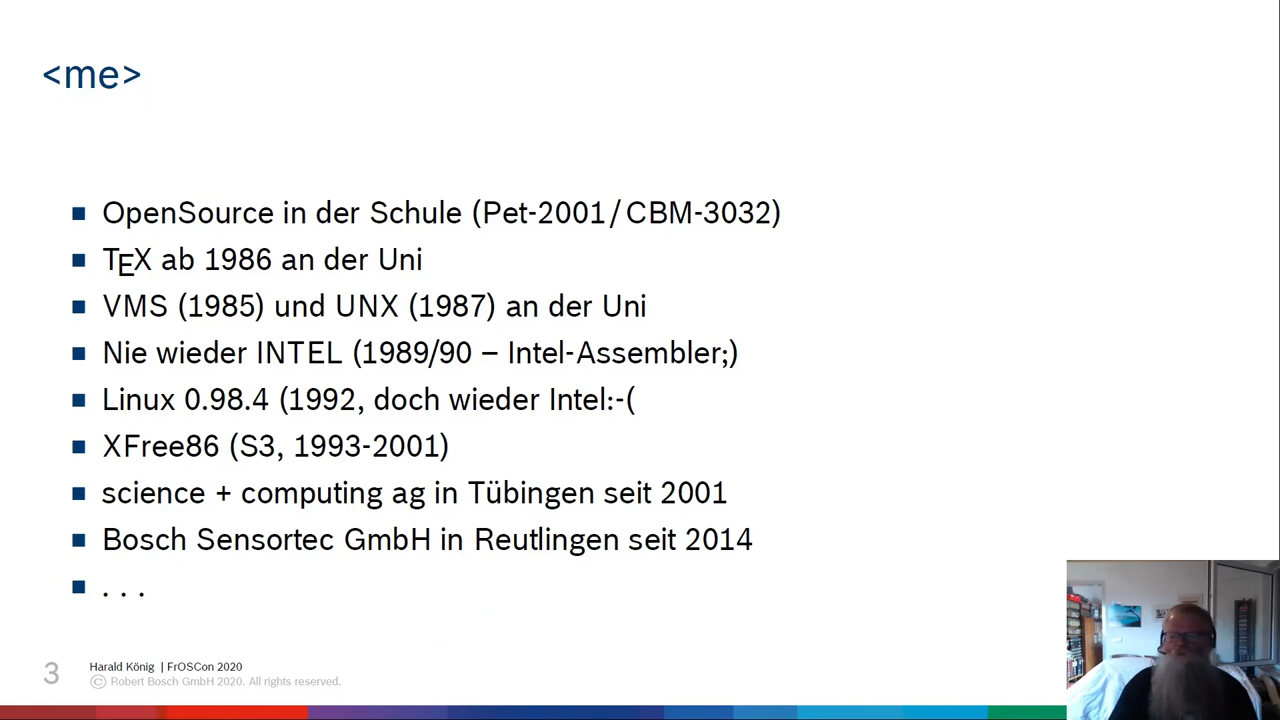 <me>
OpenSource in der Schule (Pet-2001/CBM-3032)
TEX ab 1986 an der Uni
VMS (1985) und UNX (1987) an der Uni
Nie wieder INTEL (1989/90 – Intel-Assembler;)
Linux 0.98.4 (1992, doch wieder Intel:-(
XFree86 (S3, 1993-2001)
science + computing ag in Tübingen seit 2001
Bosch Sensortec GmbH in Reutlingen seit 2014
. . .
3
Harald König | FrOSCon 2020
© Robert Bosch GmbH 2020. All rights reserved.